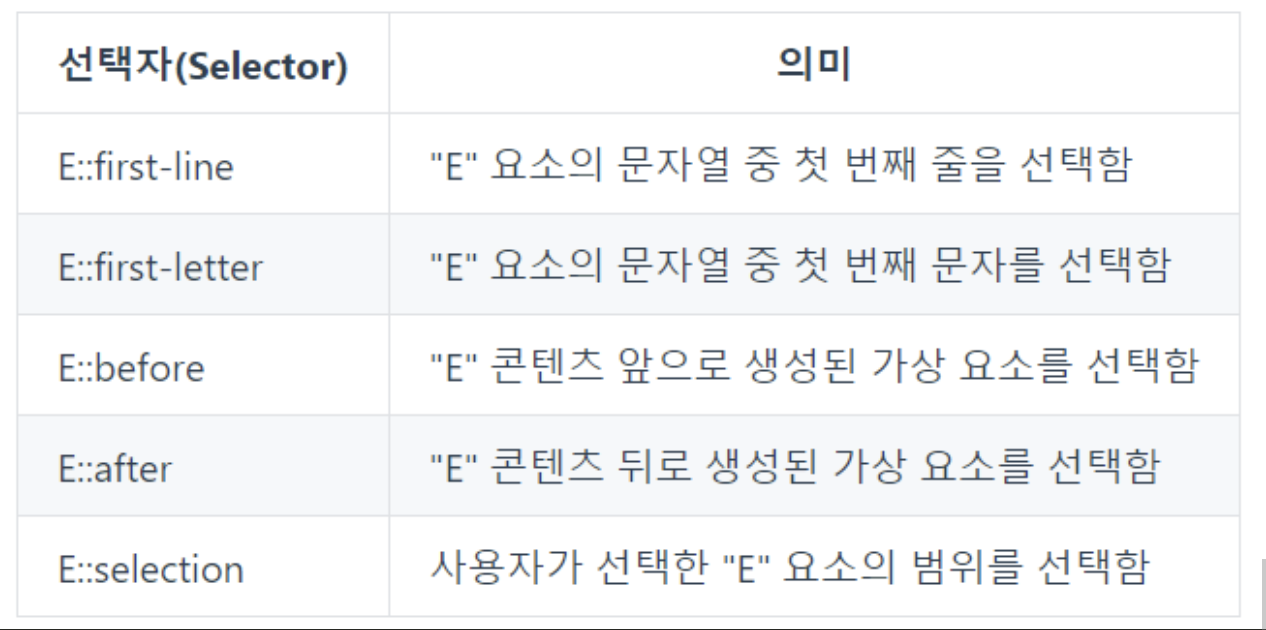 선택자(Selector) 의미
E::first-line "E" 요소의 문자열 중 첫 번째 줄을 선택함
E::first-letter "E" 요소의 문자열 중 첫 번째 문자를 선택함
E::before "E" 콘텐츠 앞으로 생성된 가상 요소를 선택함
E::after "E" 콘텐츠 뒤로 생성된 가상 요소를 선택함
E::selection 사용자가 선택한 "E" 요소의 범위를 선택함